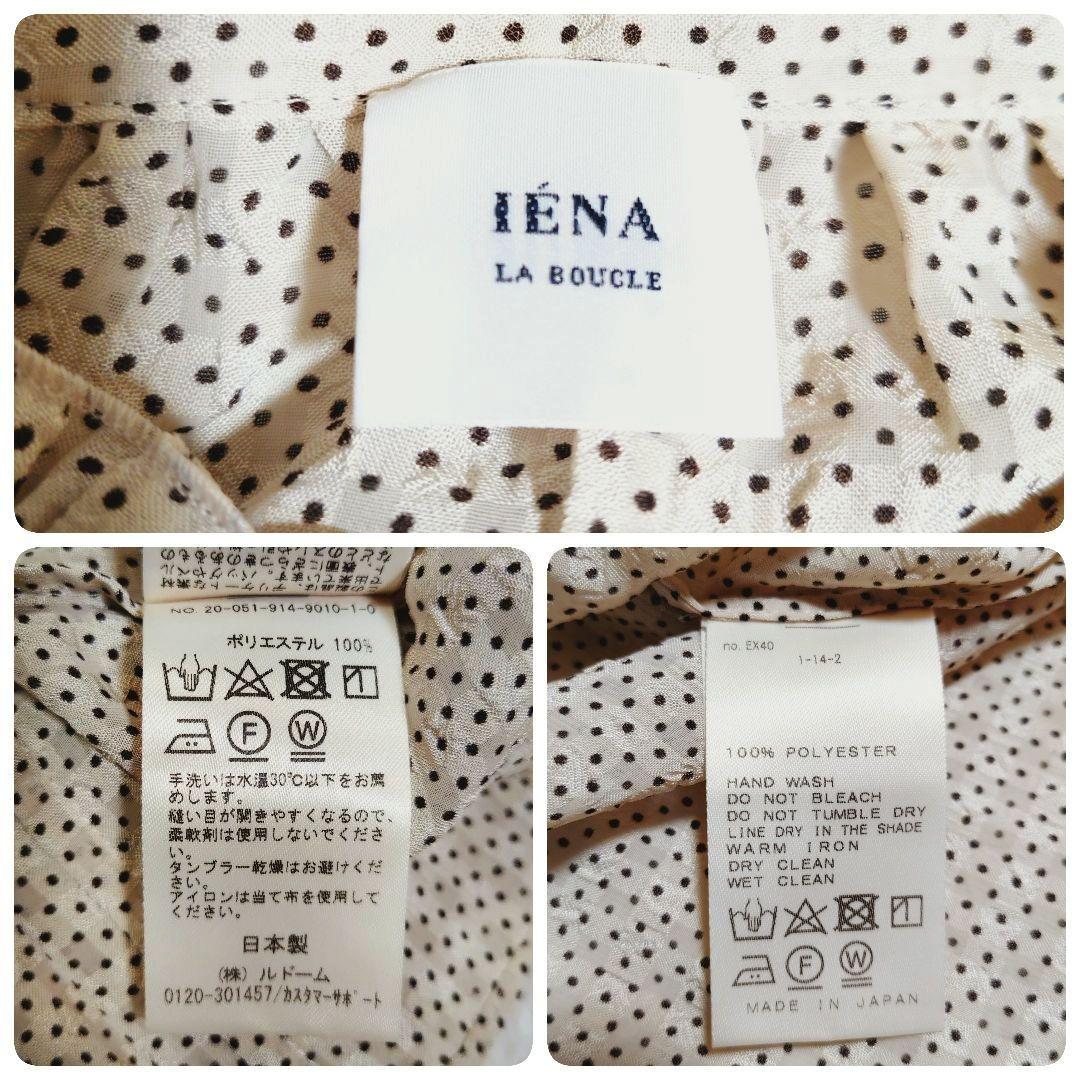 IÉNA
LA BOUCLE
NO. 20-051-914-9010-1-0
ポリエステル 100%
F
W
手洗いは水温30℃以下をお薦
めします。
縫い目が開きやすくなるので、
柔軟剤は使用しないでくださ
い。
タンブラー乾燥はお避けくだ
さい。
アイロンは当て布を使用して
ください。
日本製
(株)ルドーム
0120-301457/カスタマーサポート
no. EX40
1-14-2
100% POLYESTER
HAND WASH
DO NOT BLEACH
DO NOT TUMBLE DRY
LINE DRY IN THE SHADE
WARM IRON
DRY CLEAN
WET CLEAN
F
W
MADE IN JAPAN